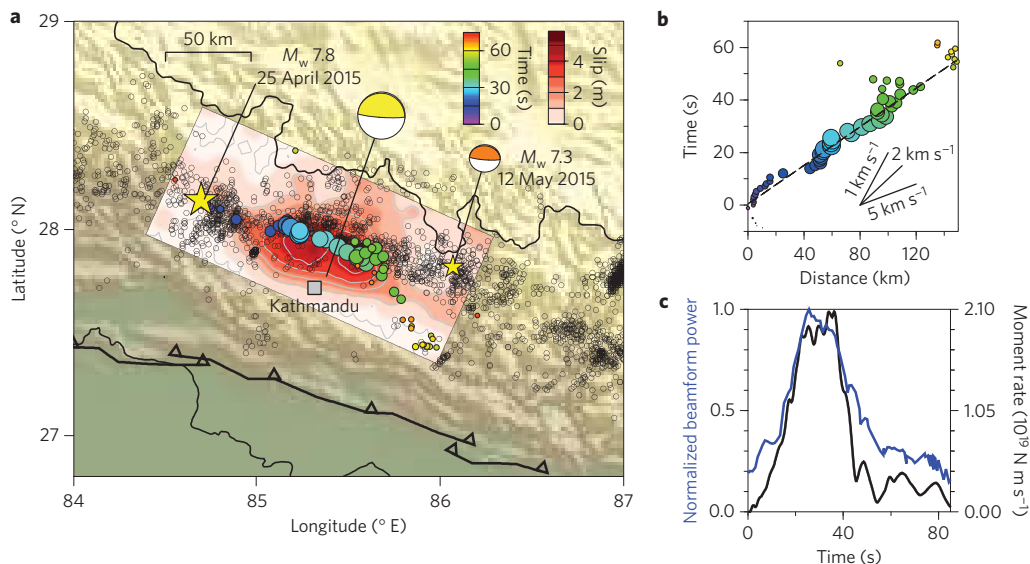 a
29
28
27
84
85
86
87
Latitude (° N)
Longitude (° E)
50 km
Mw 7.8
25 April 2015
Mw 7.3
12 May 2015
Kathmandu
60
30
0
Time (s)
4
2
0
Slip (m)
b
60
40
20
0
Time (s)
0
40
80
120
Distance (km)
1 km s⁻¹
2 km s⁻¹
5 km s⁻¹
c
1.0
0.5
0.0
Normalized beamform power
2.10
1.05
0.00
Moment rate (10¹⁹ N m s⁻¹)
0
40
80
Time (s)